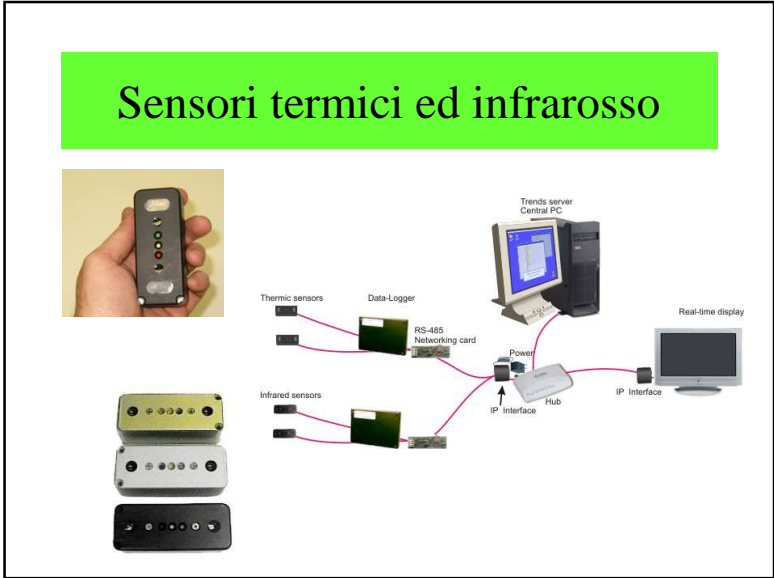 Sensori termici ed infrarosso
Trends server
Central PC
Thermic sensors
Data-Logger
RS-485
Networking card
Real-time display
Power
Infrared sensors
IP Interface
Hub
IP Interface